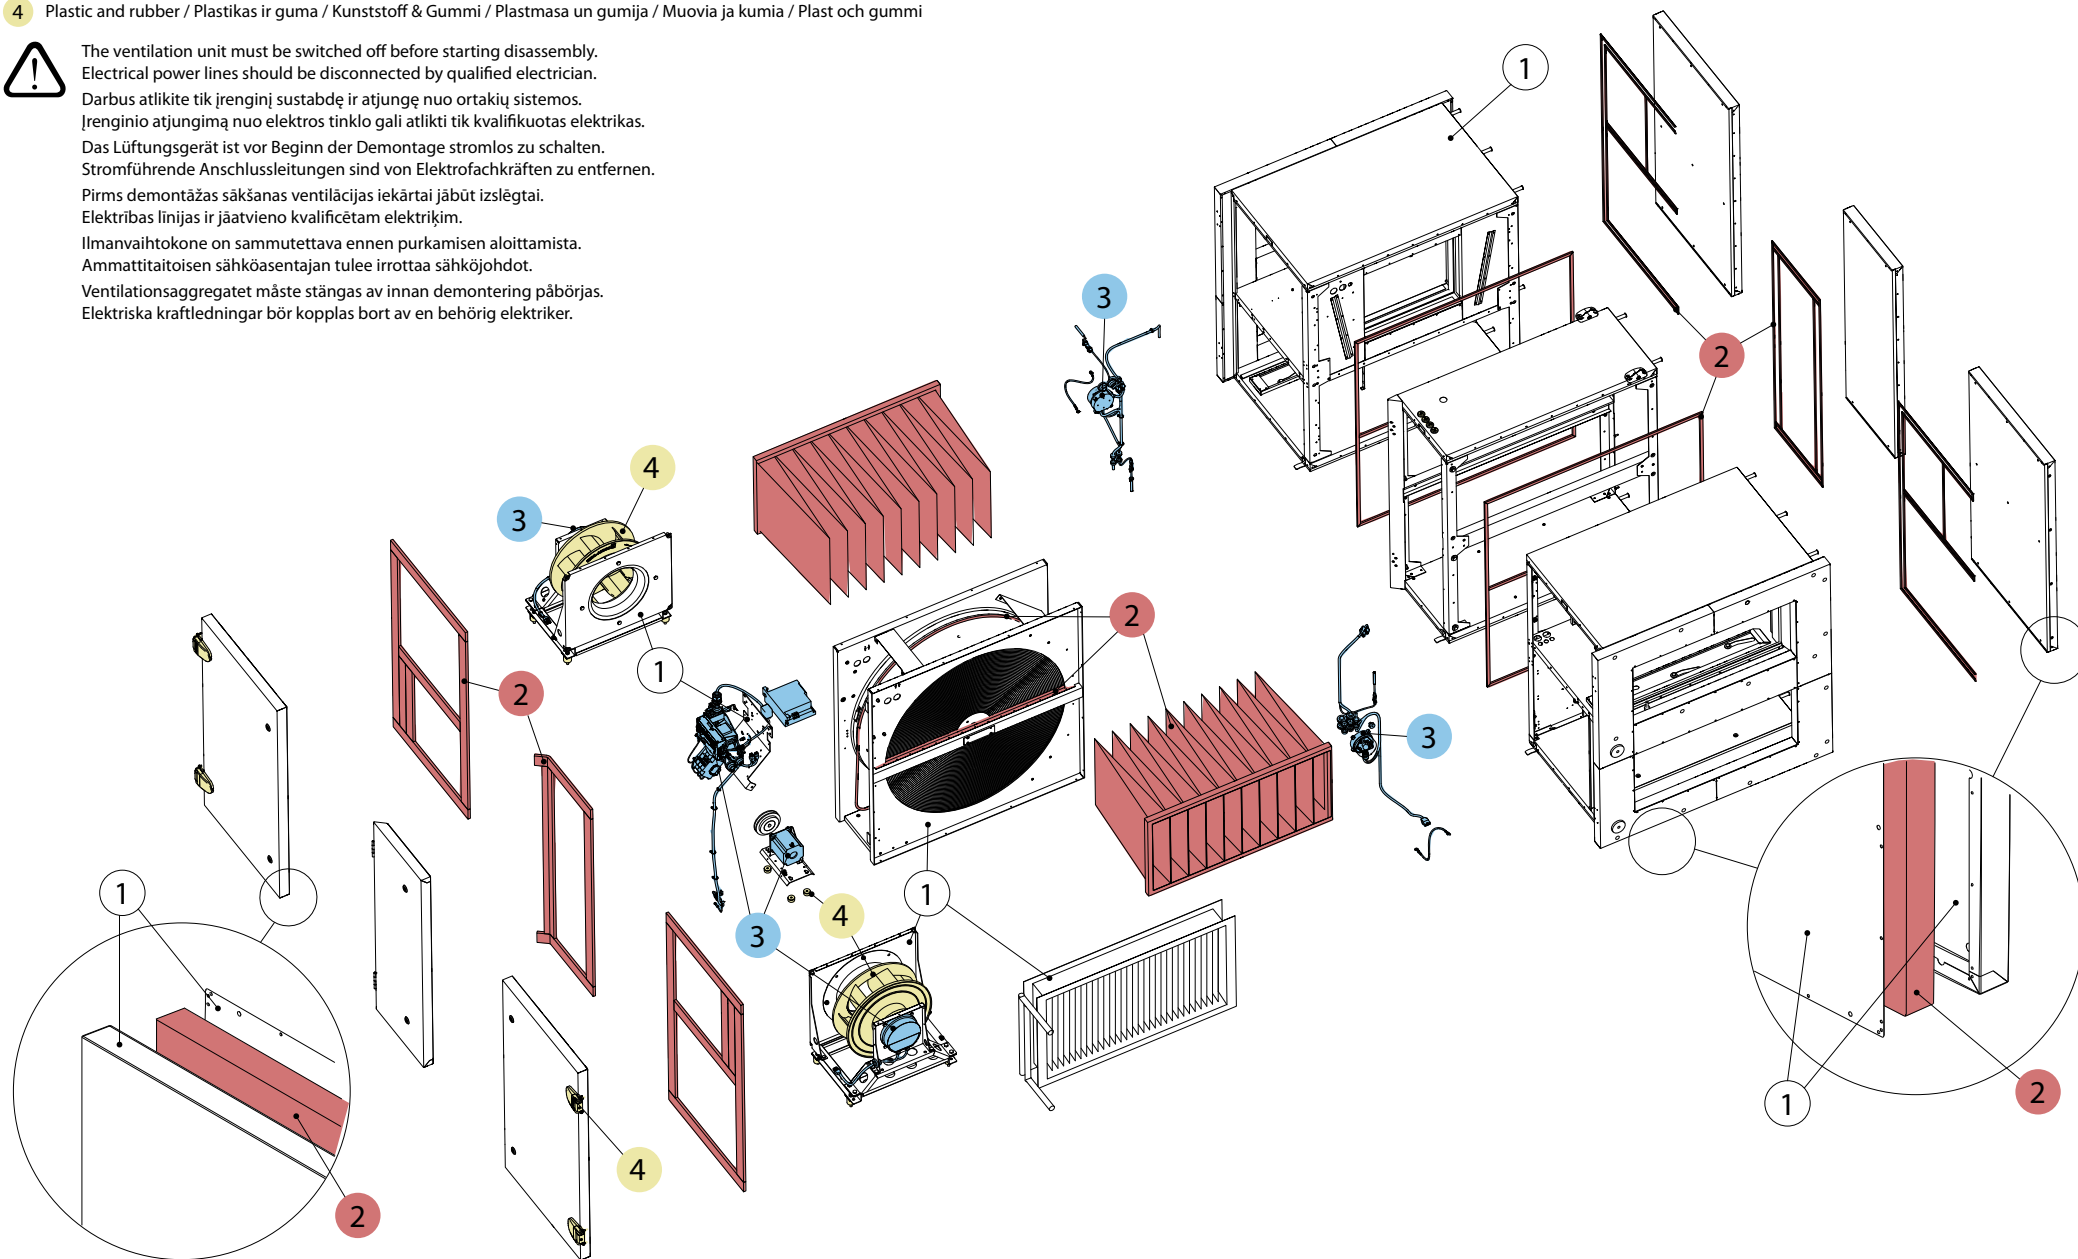 4 Plastic and rubber / Plastikas ir guma / Kunststoff & Gummi / Plastmasa un gumija / Muovia ja kumia / Plast och gummi
The ventilation unit must be switched off before starting disassembly.
Electrical power lines should be disconnected by qualified electrician.
Darbus atlikite tik įrenginį sustabdę ir atjungę nuo ortakių sistemos.
Įrenginio atjungimą nuo elektros tinklo gali atlikti tik kvalifikuotas elektrikas.
Das Lüftungsgerät ist vor Beginn der Demontage stromlos zu schalten.
Stromführende Anschlussleitungen sind von Elektrofachkräften zu entfernen.
Pirms demontāžas sākšanas ventilācijas iekārtai jābūt izslēgtai.
Elektrības līnijas ir jāatvieno kvalificētam elektriķim.
Ilmanvaihtokone on sammutettava ennen purkamisen aloittamista.
Ammattitaitoisen sähköasentajan tulee irrottaa sähköjohdot.
Ventilationsaggregatet måste stängas av innan demontering påbörjas.
Elektriska kraftledningar bör kopplas bort av en behörig elektriker.
1
3
2
4
3
2
1
2
3
1
1
4
3
4
2
1
2